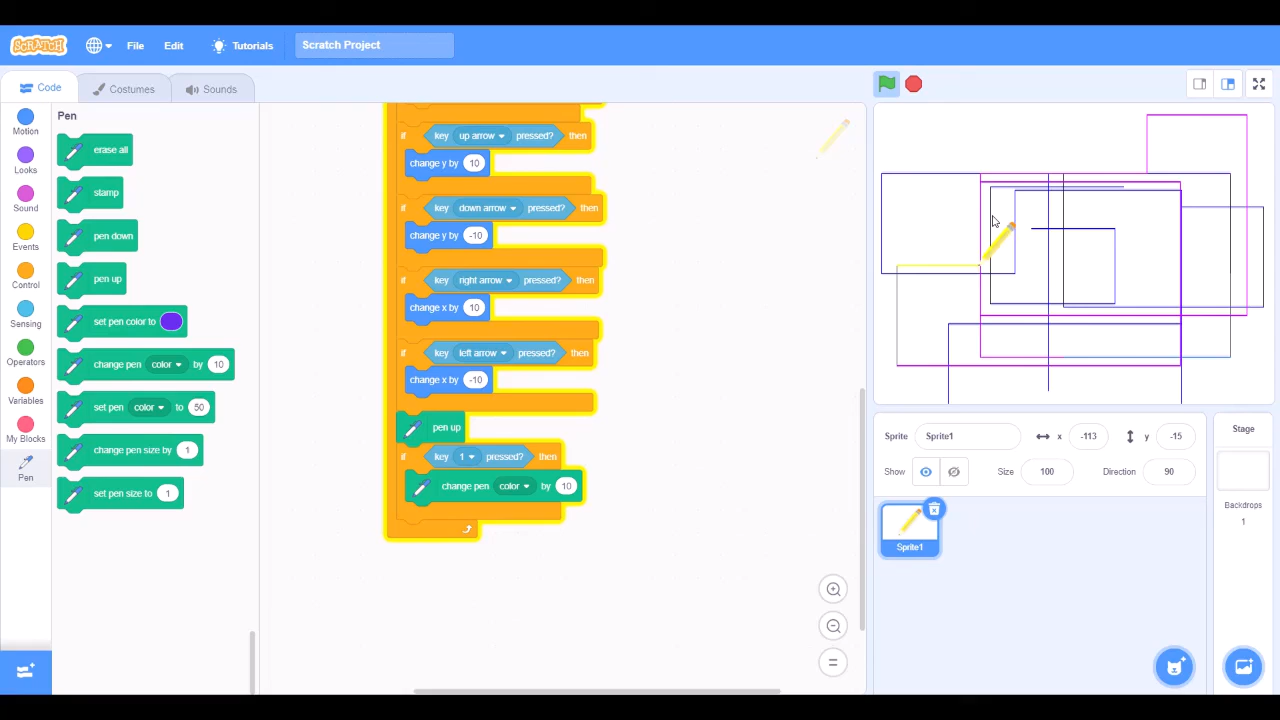 SCRATCH File Edit Tutorials Scratch Project
Code Costumes Sounds
Motion
Looks
Sound
Events
Control
Sensing
Operators
Variables
My Blocks
Pen
Pen
erase all
stamp
pen down
pen up
set pen color to
change pen color by 10
set pen color to 50
change pen size by 1
set pen size to 1
if key up arrow pressed? then
change y by 10
if key down arrow pressed? then
change y by -10
if key right arrow pressed? then
change x by 10
if key left arrow pressed? then
change x by -10
pen up
if key 1 pressed? then
change pen color by 10
Sprite Sprite1 x -113 y -15
Show Size 100 Direction 90
Sprite1
Stage
Backdrops
1